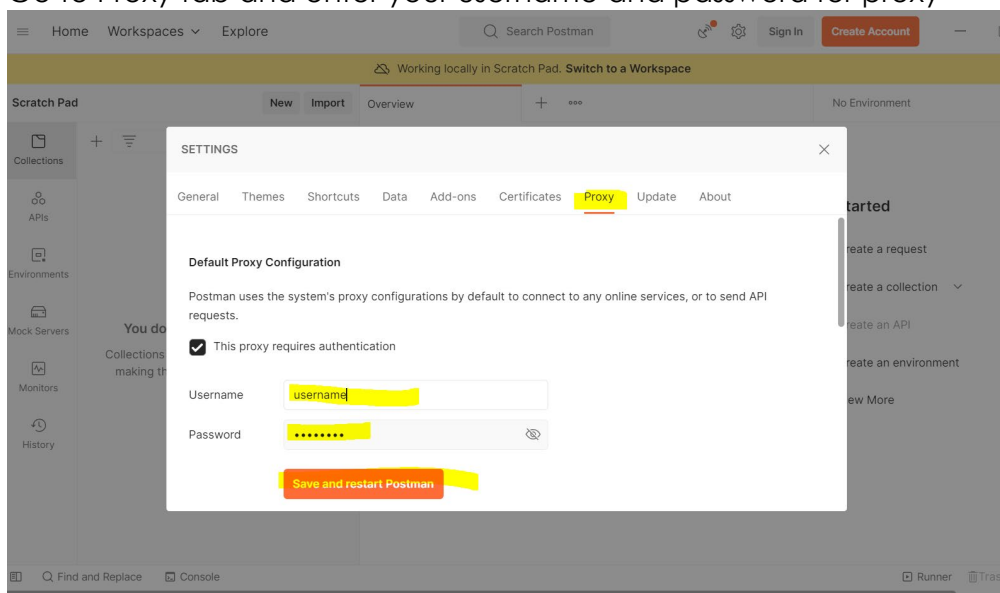 Go to Proxy tab and enter your username and password for proxy
Home Workspaces Explore Search Postman Sign In Create Account
Working locally in Scratch Pad. Switch to a Workspace
Scratch Pad New Import Overview No Environment
Collections
APIs
Environments
Mock Servers
Monitors
History
You do
Collections
making th
SETTINGS
General Themes Shortcuts Data Add-ons Certificates Proxy Update About
Default Proxy Configuration
Postman uses the system's proxy configurations by default to connect to any online services, or to send API
requests.
This proxy requires authentication
Username username
Password ••••••••
Save and restart Postman
tarted
reate a request
reate a collection
reate an API
reate an environment
ew More
Find and Replace Console Runner Tras